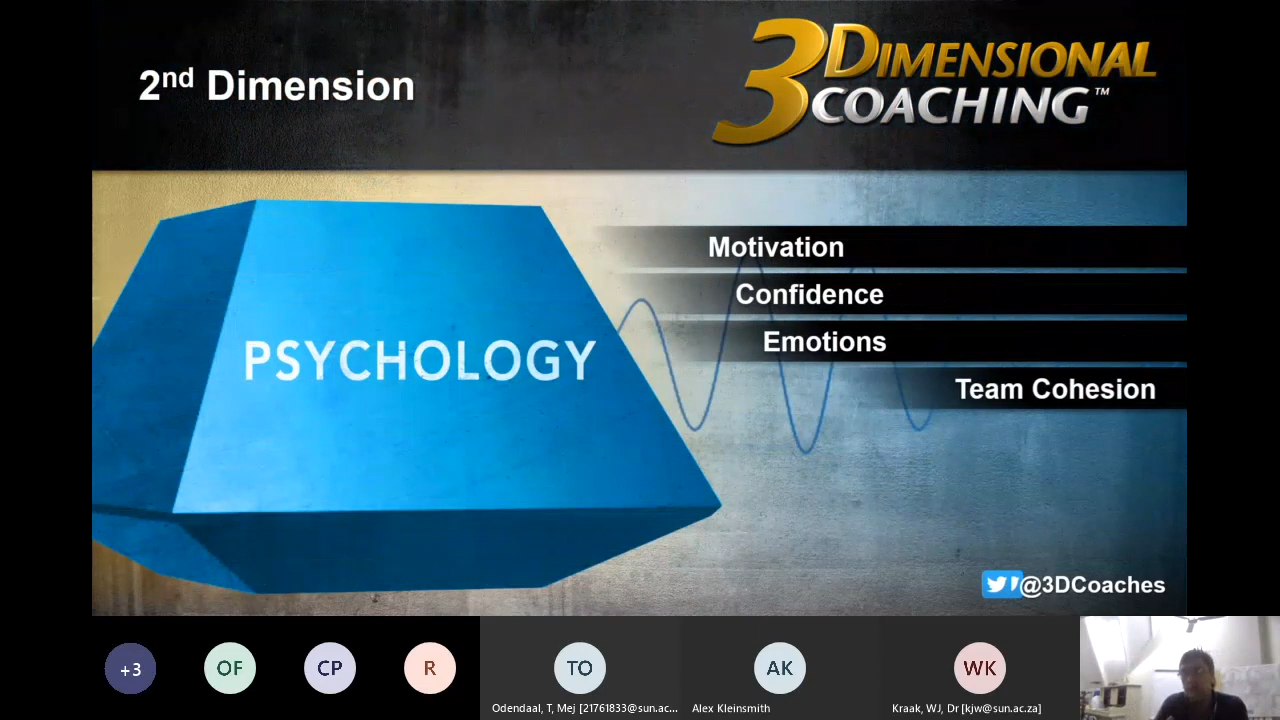 2nd Dimension
3DIMENSIONAL
COACHING™
Motivation
Confidence
Emotions
Team Cohesion
PSYCHOLOGY
@3DCoaches
+3
OF
CP
R
TO
AK
WK
Odendaal, T, Mej [21761833@sun.ac...
Alex Kleinsmith
Kraak, WJ, Dr [kjw@sun.ac.za]